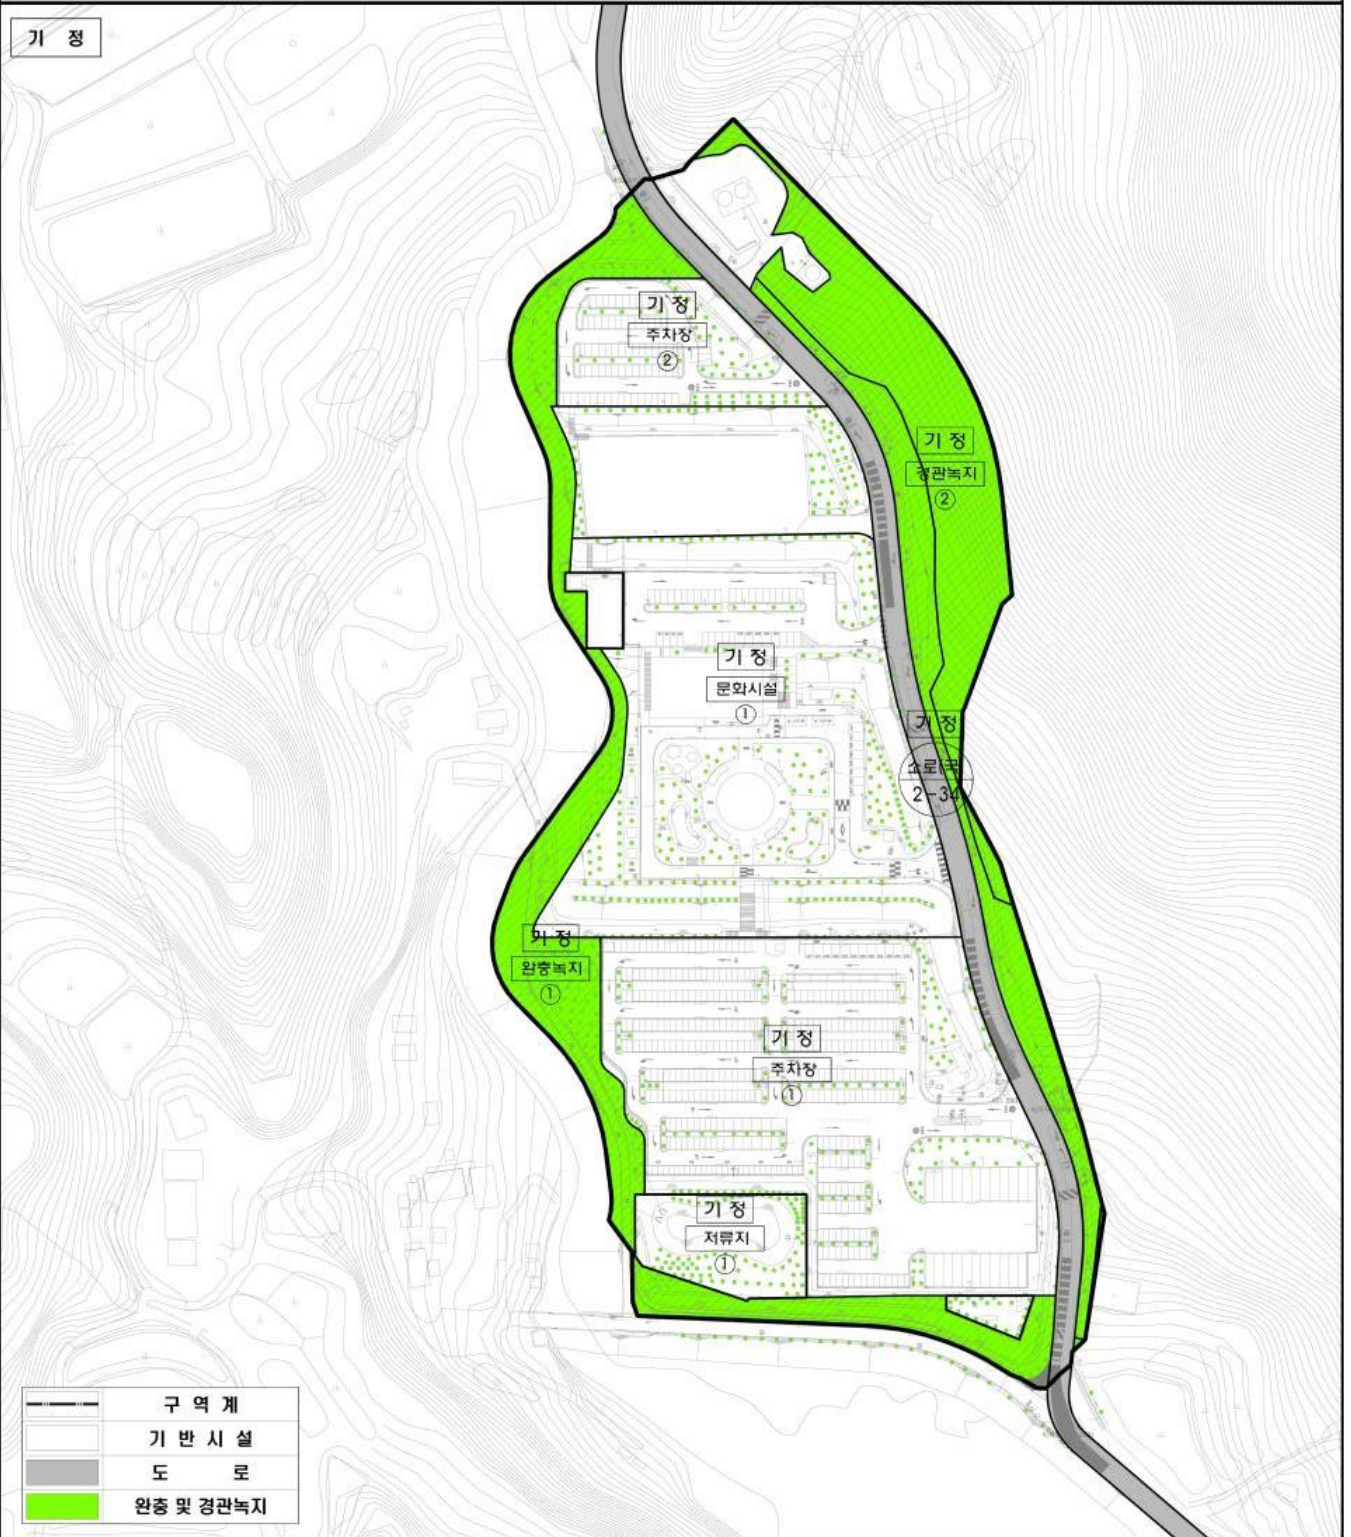 기 정
기 정
주차장
②
기 정
경관녹지
②
기 정
문화시설
①
기 정
소로(국)
2-34
기 정
완충녹지
①
기 정
주차장
①
기 정
저류지
①
구 역 계
기 반 시 설
도 로
완충 및 경관녹지